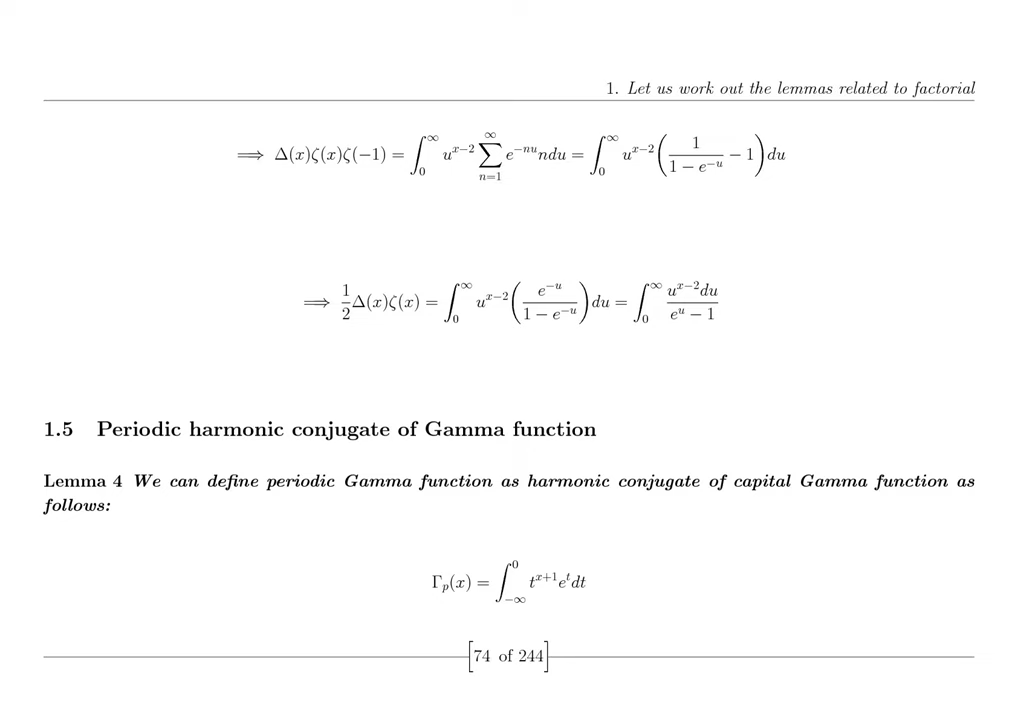 1. Let us work out the lemmas related to factorial
⟹ Δ(x)ζ(x)ζ(−1) = ∫_0^∞ u^{x−2} ∑_{n=1}^∞ e^{−nu}ndu = ∫_0^∞ u^{x−2} (1/(1 − e^{−u}) − 1) du
⟹ 1/2 Δ(x)ζ(x) = ∫_0^∞ u^{x−2} (e^{−u}/(1 − e^{−u})) du = ∫_0^∞ u^{x−2}du/(e^u − 1)
1.5 Periodic harmonic conjugate of Gamma function
Lemma 4 We can define periodic Gamma function as harmonic conjugate of capital Gamma function as
follows:
Γ_p(x) = ∫_{−∞}^0 t^{x+1}e^t dt
[74 of 244]